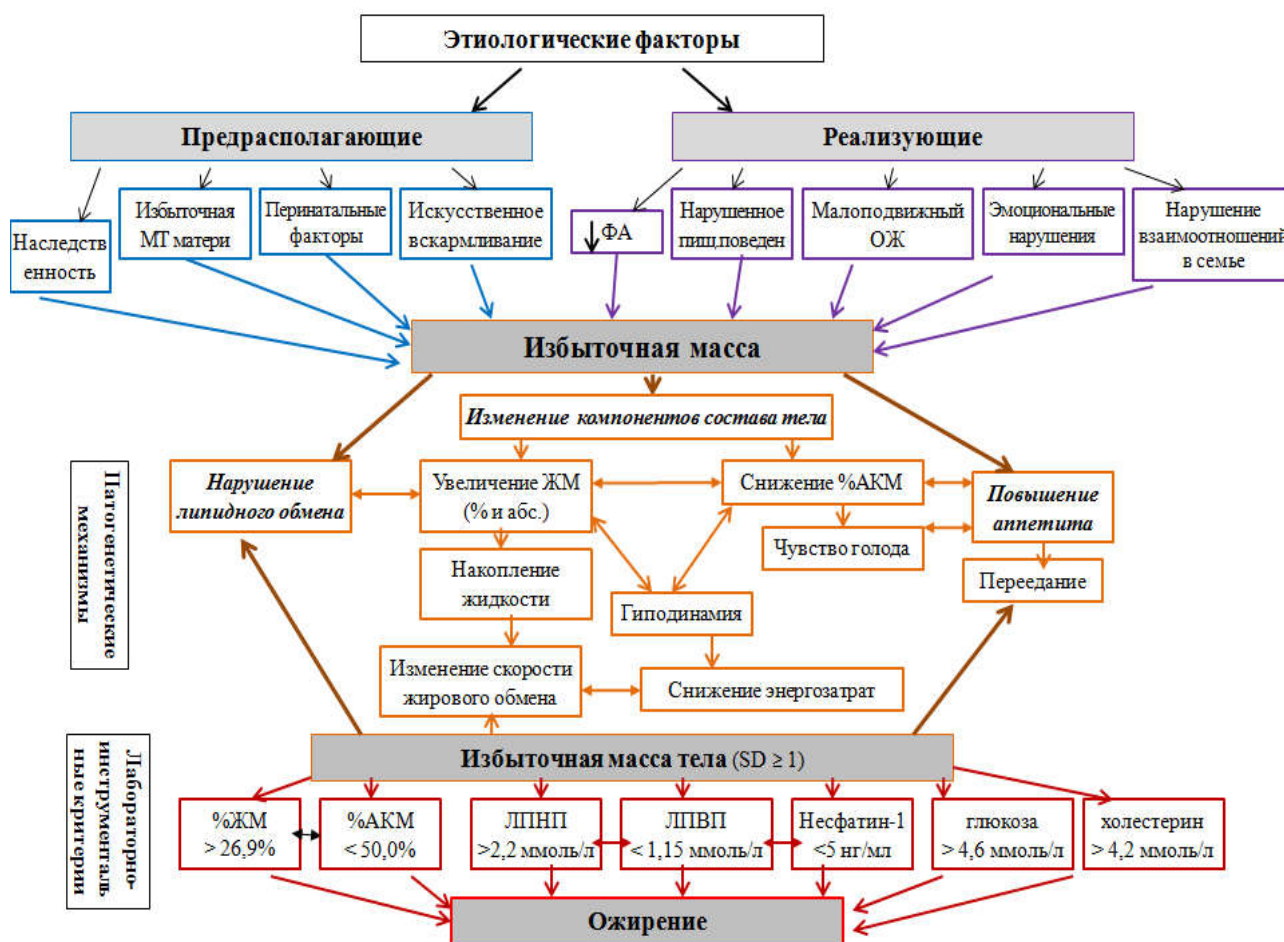 Этиологические факторы
Предрасполагающие
Реализующие
Наследств
енность
Избыточная
МТ матери
Перинатальные
факторы
Искусственное
вскармливание
↓ ФА
Нарушенное
пищ.поведен
Малоподвижный
ОЖ
Эмоциональные
нарушения
Нарушение
взаимоотношений
в семье
Избыточная масса
Патогенетические
механизмы
Изменение компонентов состава тела
Нарушение
липидного обмена
Увеличение ЖМ
(% и абс.)
Снижение %АКМ
Повышение
аппетита
Чувство голода
Накопление
жидкости
Гиподинамия
Переедание
Изменение скорости
жирового обмена
Снижение энергозатрат
Лабораторно-
инструменталь
ные критерии
Избыточная масса тела (SD ≥ 1)
%ЖМ
> 26,9%
%АКМ
< 50,0%
ЛПНП
>2,2 ммоль/л
ЛПВП
< 1,15 ммоль/л
Несфатин-1
<5 нг/мл
глюкоза
> 4,6 ммоль/л
холестерин
> 4,2 ммоль/л
Ожирение